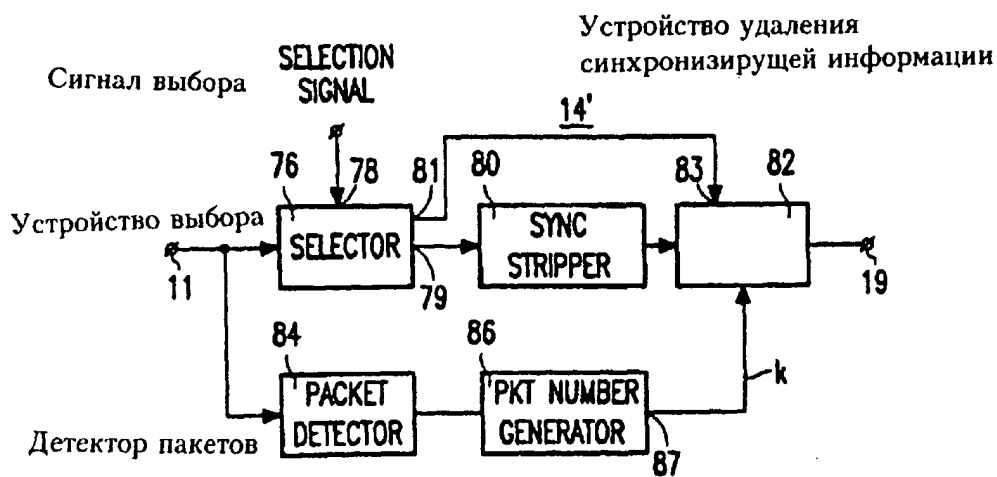 Устройство удаления
синхронизирущей информации
Сигнал выбора
SELECTION
SIGNAL
14'
76
78
81
80
83
82
Устройство выбора
SELECTOR
SYNC
STRIPPER
11
79
19
84
86
k
PACKET
DETECTOR
PKT NUMBER
GENERATOR
87
Детектор пакетов